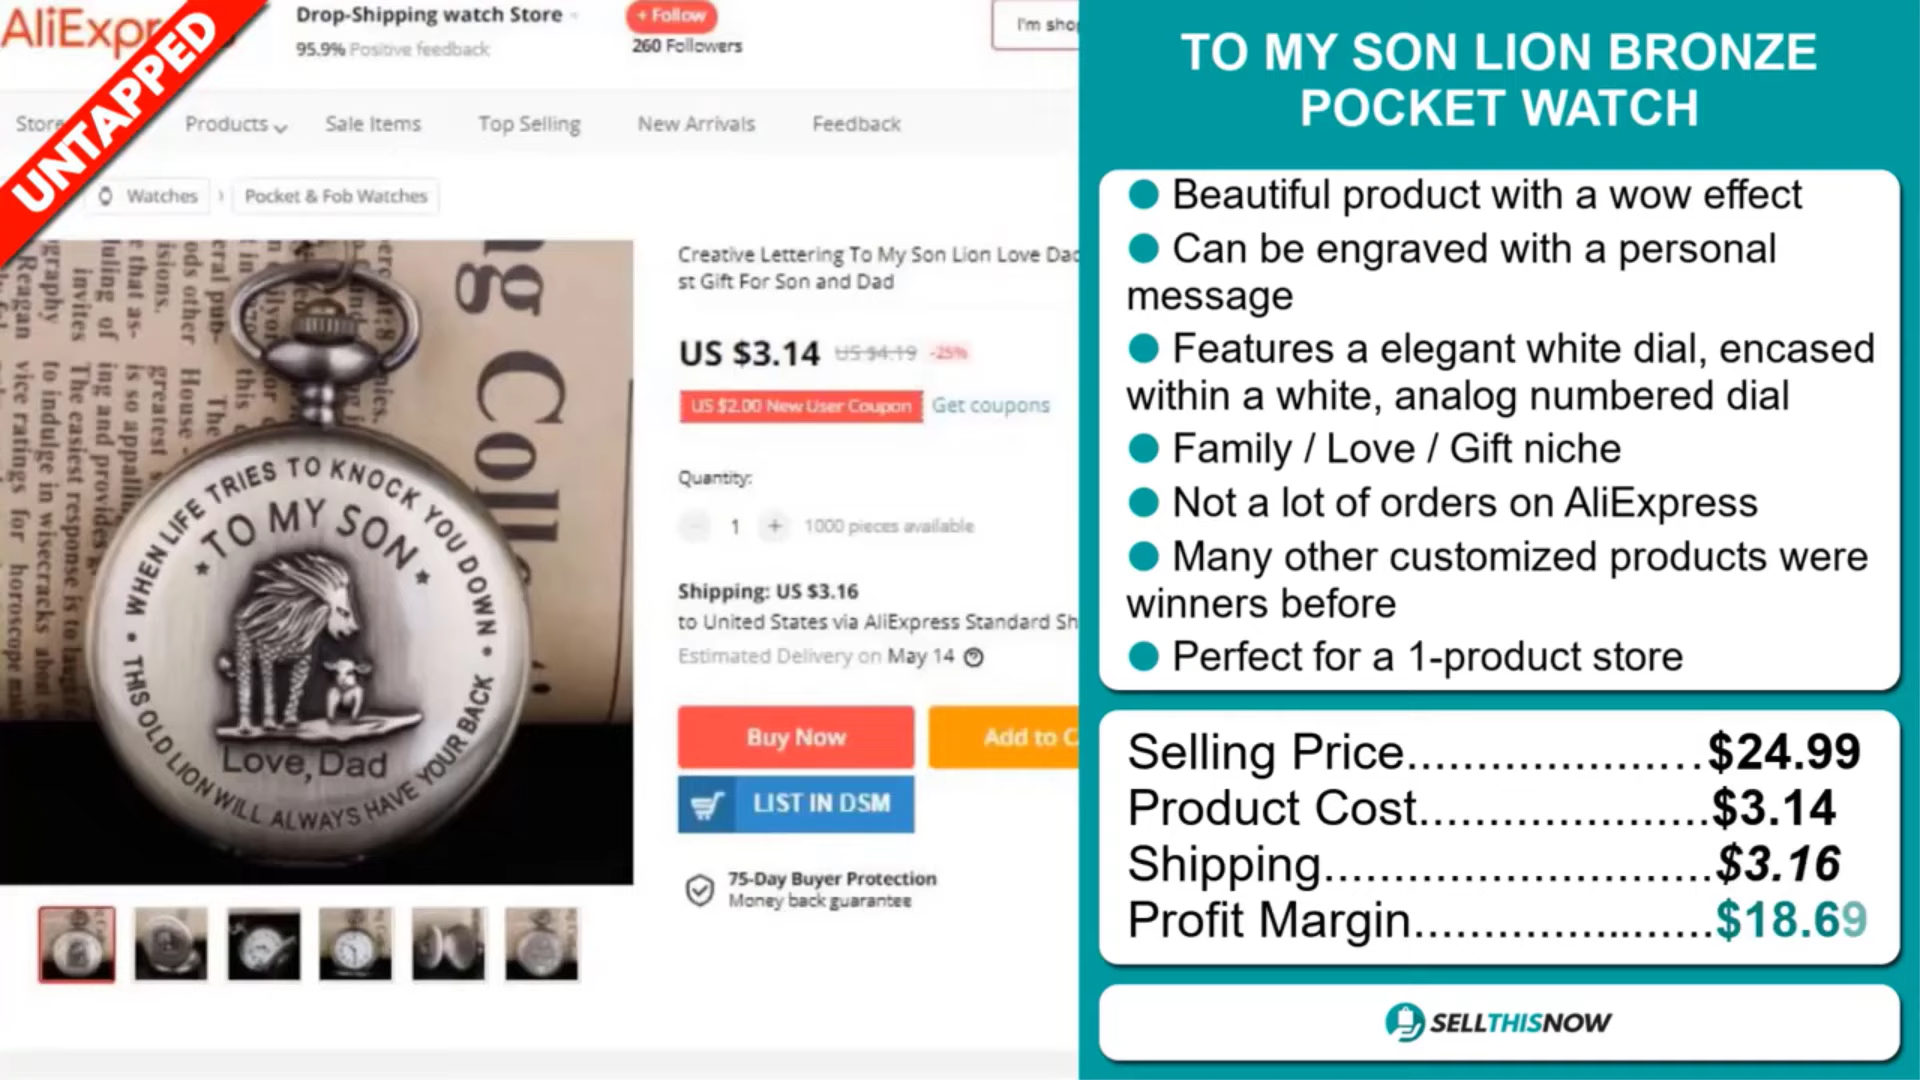 AliExpr
UNTAPPED
Drop-Shipping watch Store
95.9% Positive feedback
+ Follow
260 Followers
I'm sho
Store
Products
Sale Items
Top Selling
New Arrivals
Feedback
Watches
Pocket & Fob Watches
Creative Lettering To My Son Lion Love Dad
st Gift For Son and Dad
US $3.14 US $4.19 -25%
US $2.00 New User Coupon Get coupons
Quantity:
1 + 1000 pieces available
Shipping: US $3.16
to United States via AliExpress Standard Sh
Estimated Delivery on May 14
Buy Now
Add to C
LIST IN DSM
75-Day Buyer Protection
Money back guarantee
• WHEN LIFE TRIES TO KNOCK YOU DOWN •
TO MY SON
Love, Dad
THIS OLD LION WILL ALWAYS HAVE YOUR BACK
ng Coll
TO MY SON LION BRONZE
POCKET WATCH
● Beautiful product with a wow effect
● Can be engraved with a personal
message
● Features a elegant white dial, encased
within a white, analog numbered dial
● Family / Love / Gift niche
● Not a lot of orders on AliExpress
● Many other customized products were
winners before
● Perfect for a 1-product store
Selling Price......................$24.99
Product Cost.....................$3.14
Shipping............................$3.16
Profit Margin......................$18.69
SELLTHISNOW